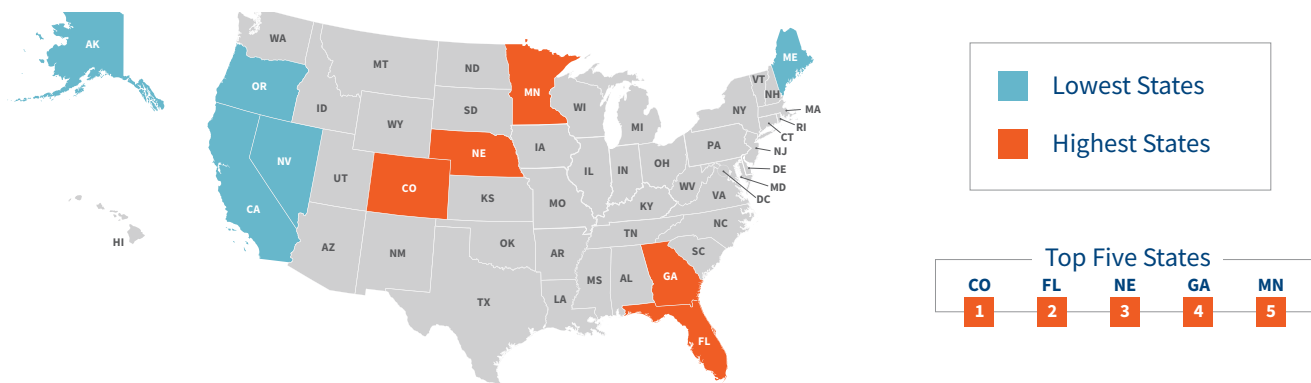 AK
WA
OR
CA
NV
ID
MT
WY
UT
CO
AZ
NM
ND
SD
NE
KS
OK
TX
MN
IA
MO
AR
LA
WI
IL
MI
IN
OH
KY
TN
MS
AL
GA
FL
SC
NC
VA
WV
PA
NY
VT
NH
ME
MA
RI
CT
NJ
DE
MD
DC
HI
Lowest States
Highest States
Top Five States
CO FL NE GA MN
1 2 3 4 5